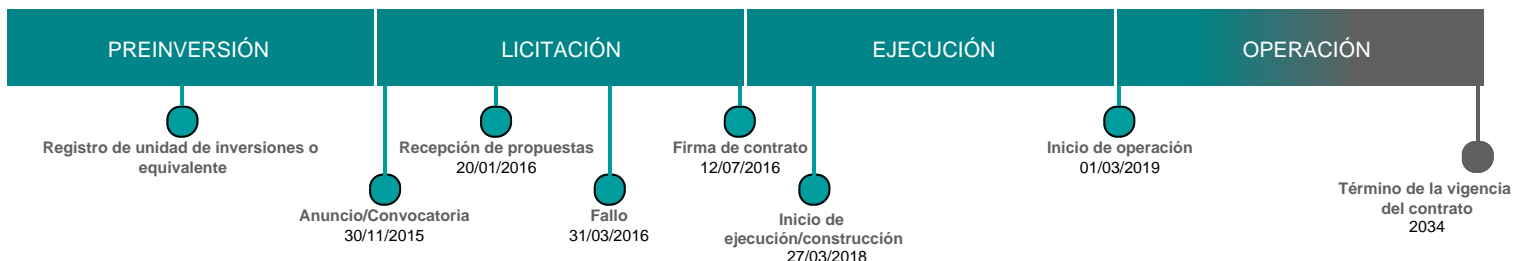 PREINVERSIÓN
LICITACIÓN
EJECUCIÓN
OPERACIÓN
Registro de unidad de inversiones o
equivalente
Anuncio/Convocatoria
30/11/2015
Recepción de propuestas
20/01/2016
Fallo
31/03/2016
Firma de contrato
12/07/2016
Inicio de
ejecución/construcción
27/03/2018
Inicio de operación
01/03/2019
Término de la vigencia
del contrato
2034